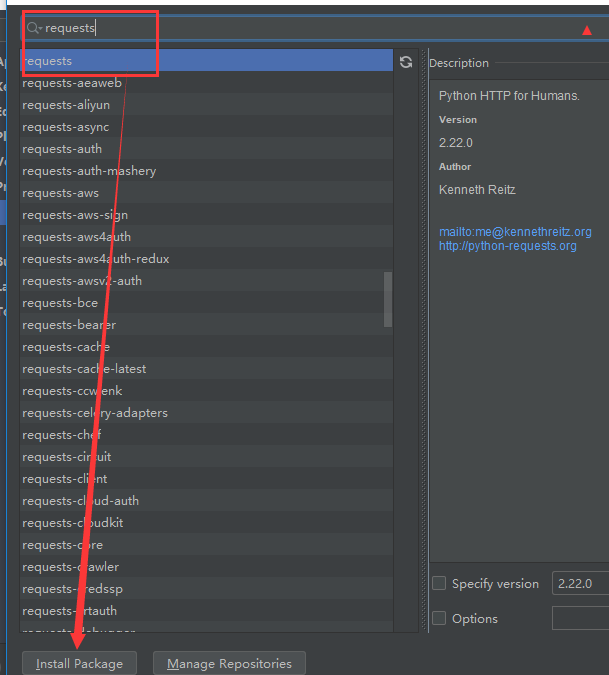 requests
requests
requests-aeaweb
requests-aliyun
requests-async
requests-auth
requests-auth-mashery
requests-aws
requests-aws-sign
requests-aws4auth
requests-aws4auth-redux
requests-awsv2-auth
requests-bce
requests-bearer
requests-cache
requests-cache-latest
requests-ccwienk
requests-celery-adapters
requests-chef
requests-circuit
requests-client
requests-cloud-auth
requests-cloudkit
requests-core
requests-crawler
requests-credssp
requests-crtauth
requests-debugger
Description
Python HTTP for Humans.
Version
2.22.0
Author
Kenneth Reitz
mailto:me@kennethreitz.org
http://python-requests.org
Specify version 2.22.0
Options
Install Package Manage Repositories